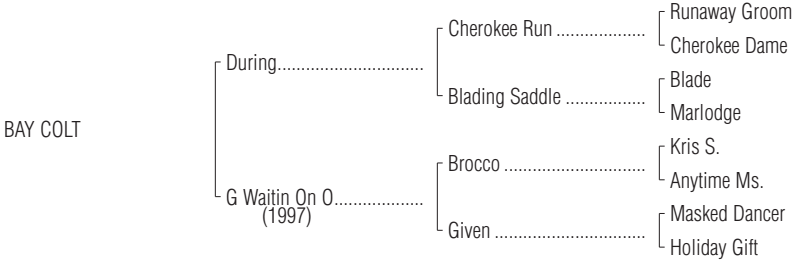 Runaway Groom
Cherokee Run ...................
Cherokee Dame
During...............................
Blade
Blading Saddle .................
Marlodge
BAY COLT
Kris S.
Brocco ..............................
Anytime Ms.
G Waitin On O...................
(1997)
Masked Dancer
Given ................................
Holiday Gift